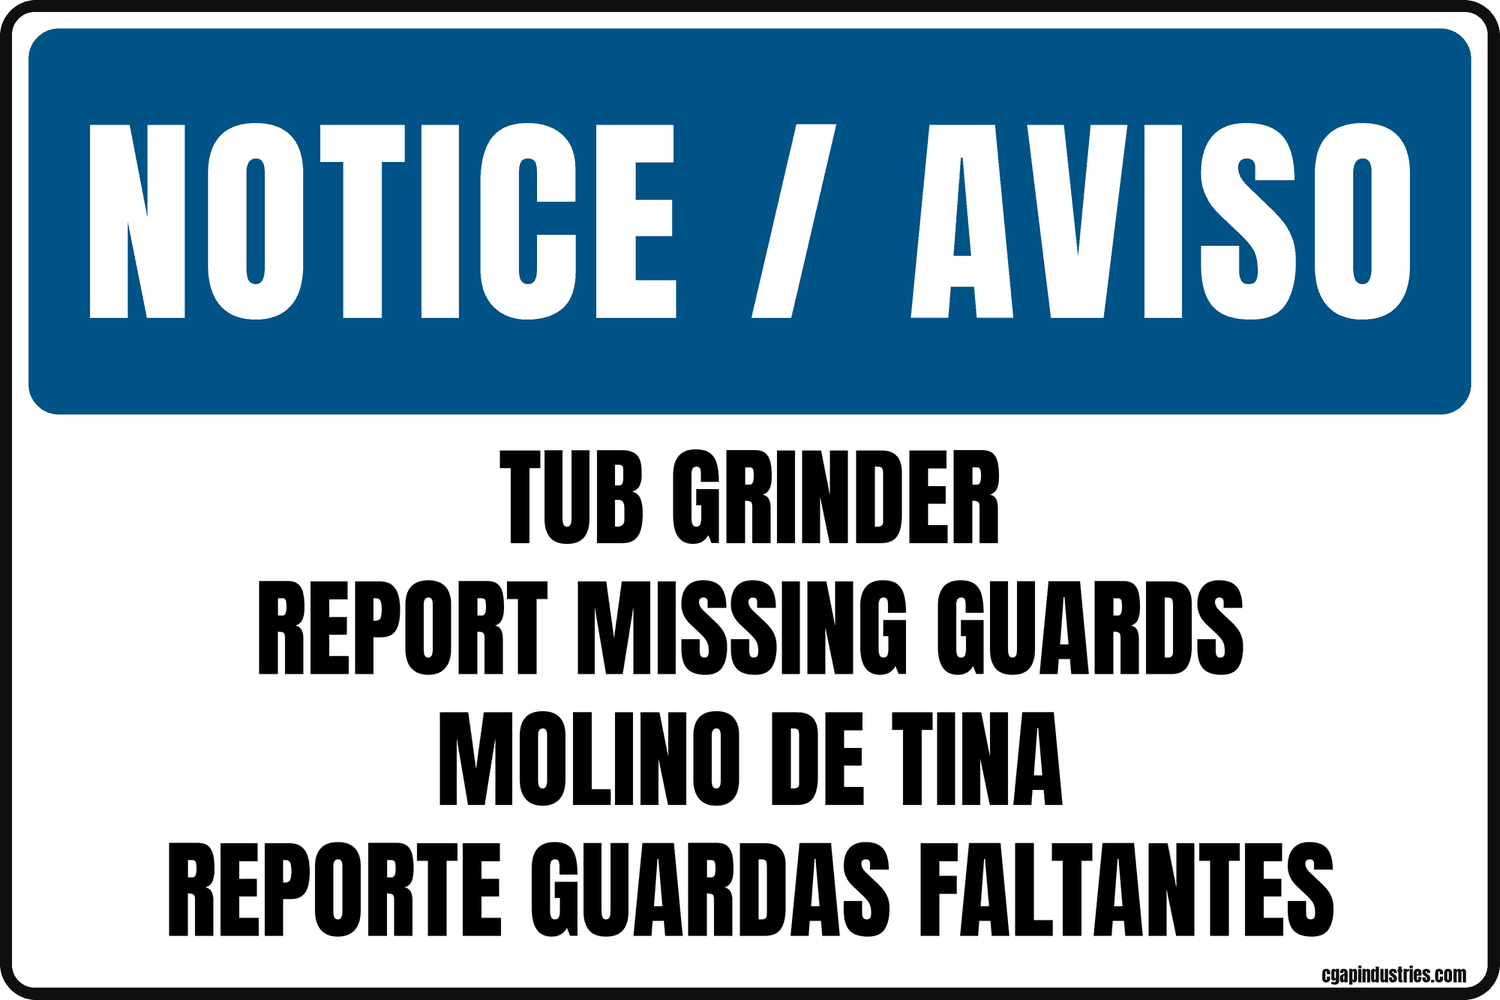 NOTICE / AVISO
TUB GRINDER
REPORT MISSING GUARDS
MOLINO DE TINA
REPORTE GUARDAS FALTANTES
cgapindustries.com